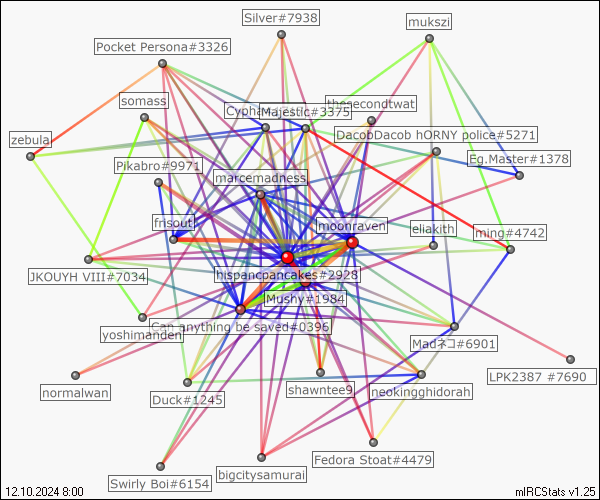 Silver#7938
mukszi
Pocket Persona#3326
somass
thesecondtwat
Majestic#3375
DacobDacob hORNY police#5271
zebula
Pikabro#9971
Eg.Master#1378
marcemadness
frisout
moonraven
eliakith
ming#4742
JKOUYH VIII#7034
hispancpancakes#2928
Mushy#1984
Can anything be saved#0396
yoshimanden
Madネコ#6901
LPK2387 #7690
normalwan
Duck#1245
shawntee9
neokingghidorah
Swirly Boi#6154
bigcitysamurai
Fedora Stoat#4479
12.10.2024 8:00
mIRCStats v1.25